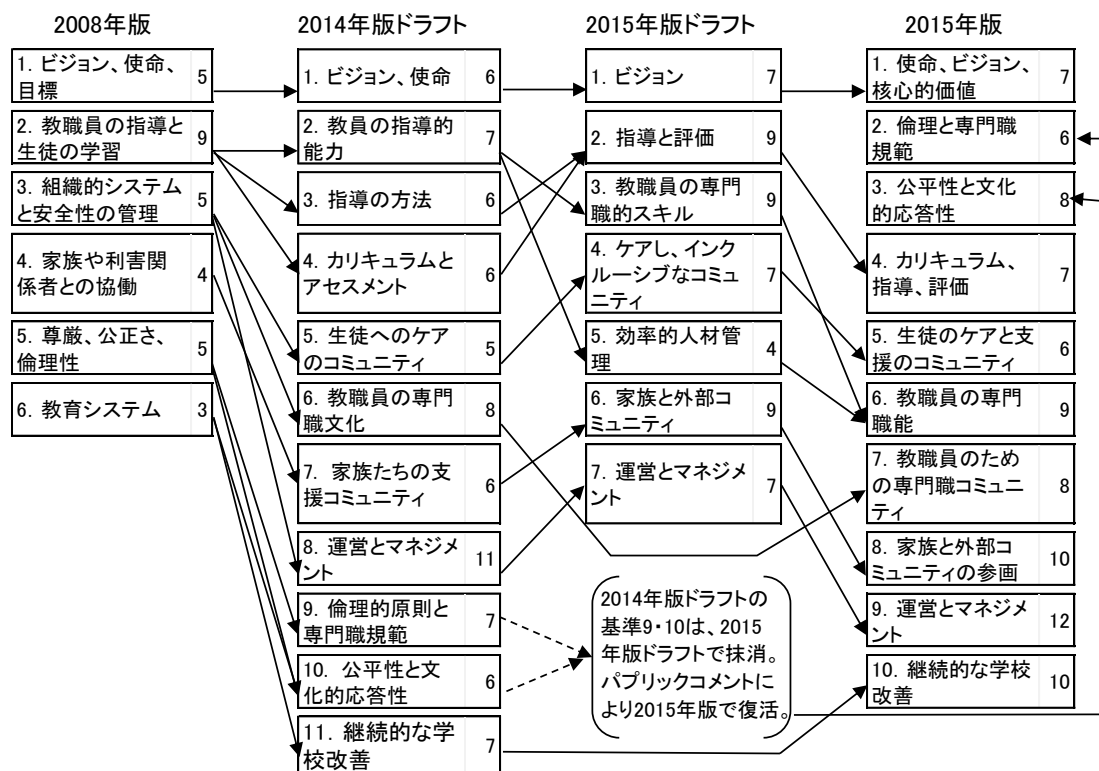 2008年版
1. ビジョン、使命、
目標
5
2. 教職員の指導と
生徒の学習
9
3. 組織的システム
と安全性の管理
5
4. 家族や利害関
係者との協働
4
5. 尊厳、公正さ、
倫理性
5
6. 教育システム
3
2014年版ドラフト
1. ビジョン、使命
6
2. 教員の指導的
能力
7
3. 指導の方法
6
4. カリキュラムと
アセスメント
6
5. 生徒へのケア
のコミュニティ
5
6. 教職員の専門
職文化
8
7. 家族たちの支
援コミュニティ
6
8. 運営とマネジメ
ント
11
9. 倫理的原則と
専門職規範
7
10. 公平性と文
化的応答性
6
11. 継続的な学
校改善
7
2015年版ドラフト
1. ビジョン
7
2. 指導と評価
9
3. 教職員の専門
職的スキル
9
4. ケアし、インク
ルーシブなコミュ
ニティ
7
5. 効率的人材管
理
4
6. 家族と外部コ
ミュニティ
9
7. 運営とマネジメ
ント
7
2014年版ドラフトの
基準9・10は、2015
年版ドラフトで抹消。
パブリックコメントに
より2015年版で復活。
2015年版
1. 使命、ビジョン、
核心的価値
7
2. 倫理と専門職
規範
6
3. 公平性と文化
的応答性
8
4. カリキュラム、
指導、評価
7
5. 生徒のケアと支
援のコミュニティ
6
6. 教職員の専門
職能
9
7. 教職員のため
の専門職コミュニ
ティ
8
8. 家族と外部コ
ミュニティの参画
10
9. 運営とマネジメ
ント
12
10. 継続的な学校
改善
10